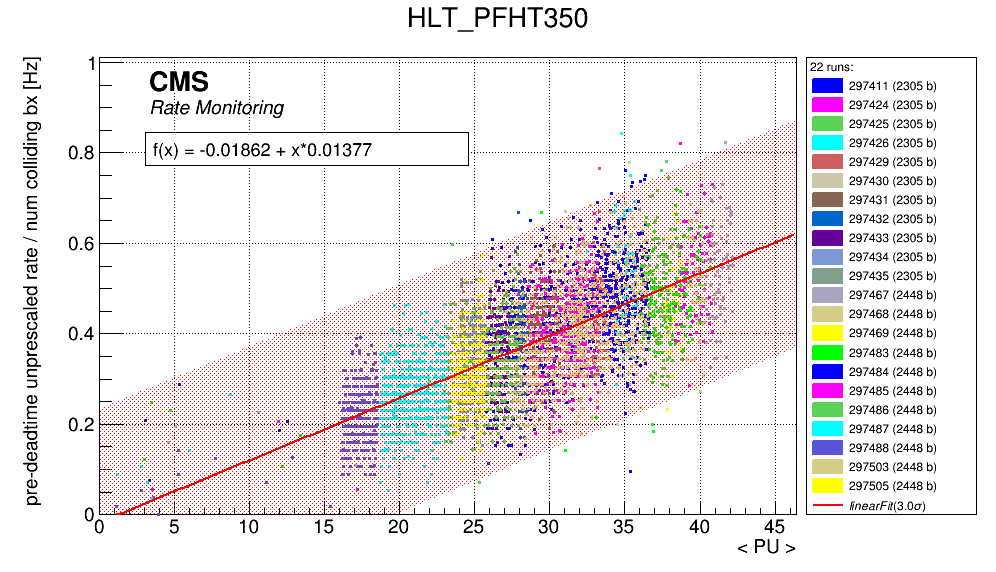 HLT_PFHT350
pre-deadtime unprescaled rate / num colliding bx [Hz]
CMS
Rate Monitoring
f(x) = -0.01862 + x*0.01377
1
0.8
0.6
0.4
0.2
0
0 5 10 15 20 25 30 35 40 45
< PU >
22 runs:
297411 (2305 b)
297424 (2305 b)
297425 (2305 b)
297426 (2305 b)
297429 (2305 b)
297430 (2305 b)
297431 (2305 b)
297432 (2305 b)
297433 (2305 b)
297434 (2305 b)
297435 (2305 b)
297467 (2448 b)
297468 (2448 b)
297469 (2448 b)
297483 (2448 b)
297484 (2448 b)
297485 (2448 b)
297486 (2448 b)
297487 (2448 b)
297488 (2448 b)
297503 (2448 b)
297505 (2448 b)
linearFit(3.0σ)